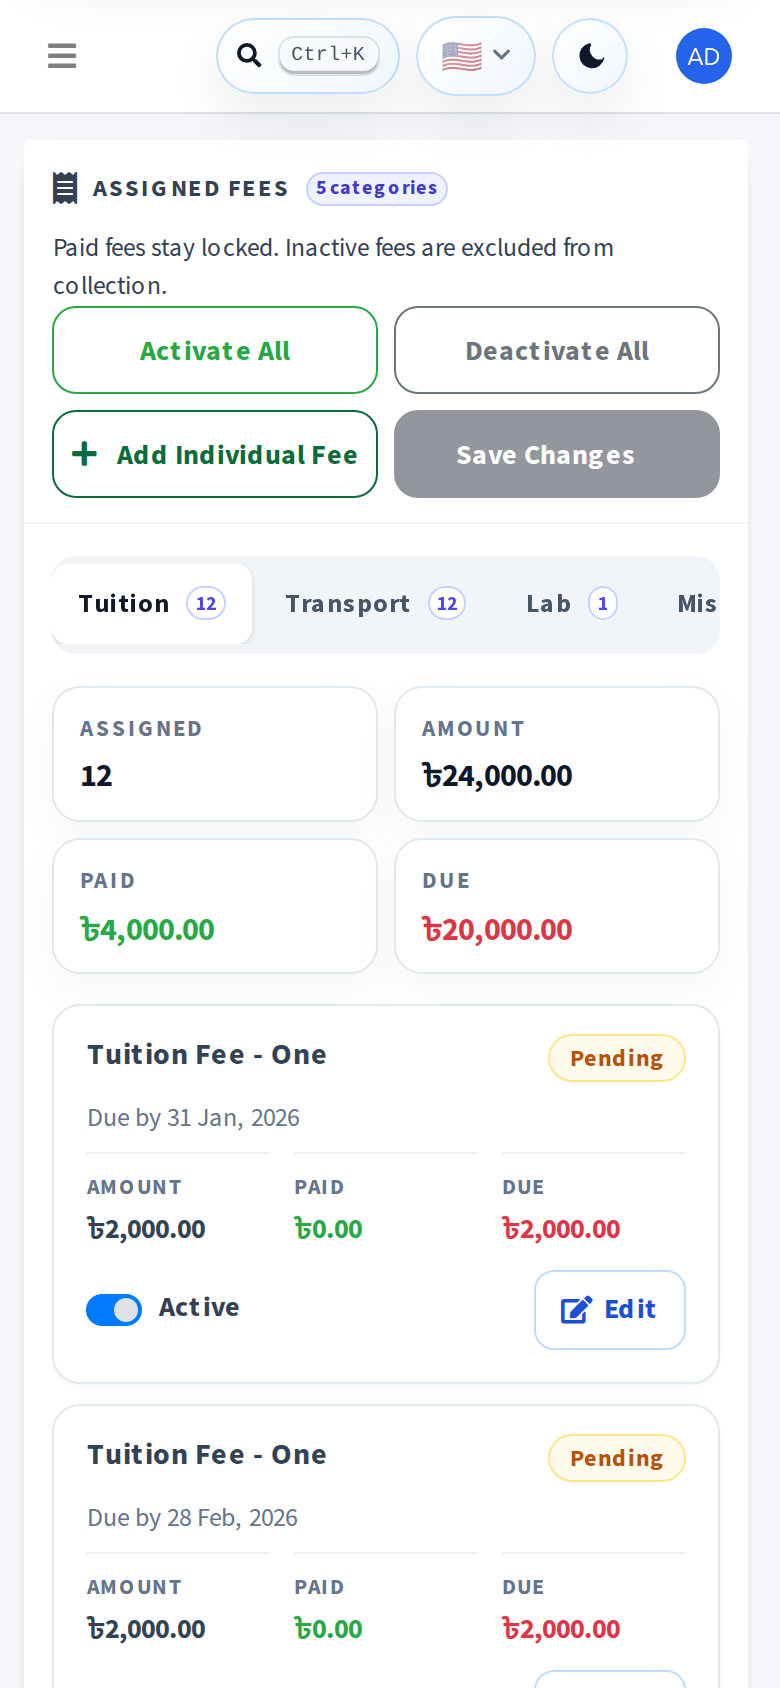 Ctrl+K
AD
ASSIGNED FEES 5 categories
Paid fees stay locked. Inactive fees are excluded from
collection.
Activate All Deactivate All
Add Individual Fee Save Changes
Tuition 12 Transport 12 Lab 1 Mis
ASSIGNED AMOUNT
12 ৳24,000.00
PAID DUE
৳4,000.00 ৳20,000.00
Tuition Fee - One Pending
Due by 31 Jan, 2026
AMOUNT PAID DUE
৳2,000.00 ৳0.00 ৳2,000.00
Active Edit
Tuition Fee - One Pending
Due by 28 Feb, 2026
AMOUNT PAID DUE
৳2,000.00 ৳0.00 ৳2,000.00